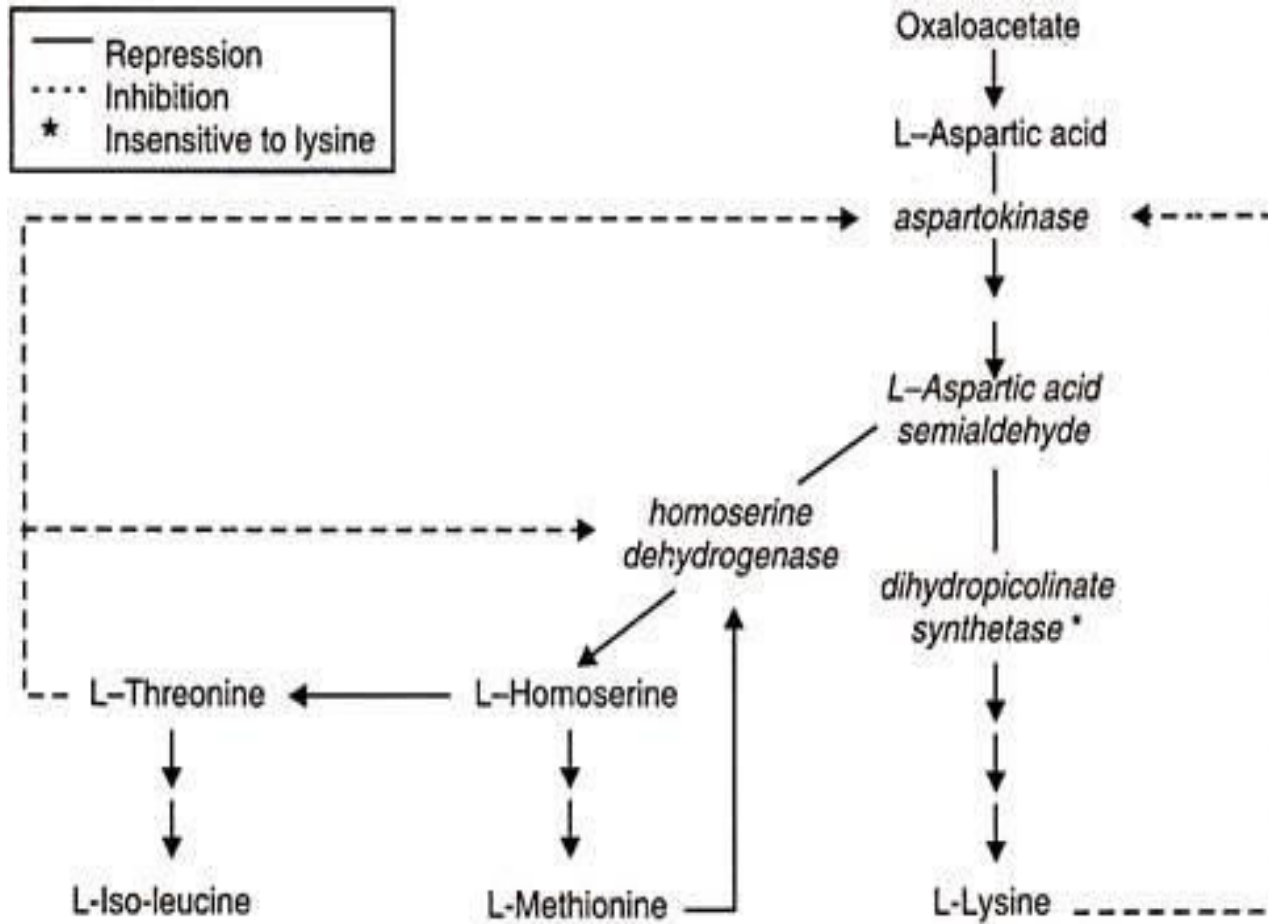 Repression
Inhibition
* Insensitive to lysine
Oxaloacetate
L–Aspartic acid
aspartokinase
L–Aspartic acid
semialdehyde
homoserine
dehydrogenase
dihydropicolinate
synthetase *
L–Threonine
L–Homoserine
L-Iso-leucine
L-Methionine
L-Lysine